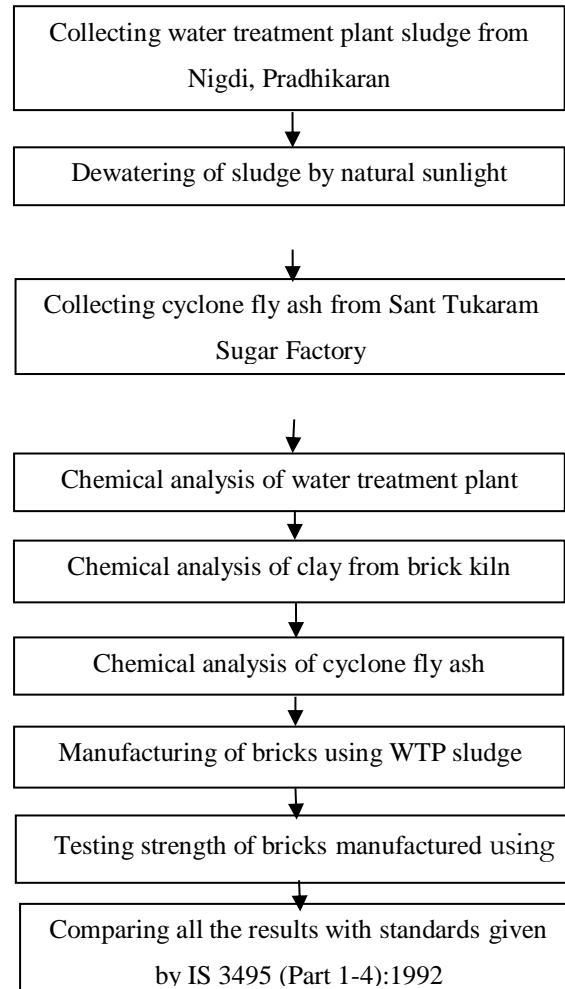 Collecting water treatment plant sludge from
Nigdi, Pradhikaran
Dewatering of sludge by natural sunlight
Collecting cyclone fly ash from Sant Tukaram
Sugar Factory
Chemical analysis of water treatment plant
Chemical analysis of clay from brick kiln
Chemical analysis of cyclone fly ash
Manufacturing of bricks using WTP sludge
Testing strength of bricks manufactured using
Comparing all the results with standards given
by IS 3495 (Part 1-4):1992